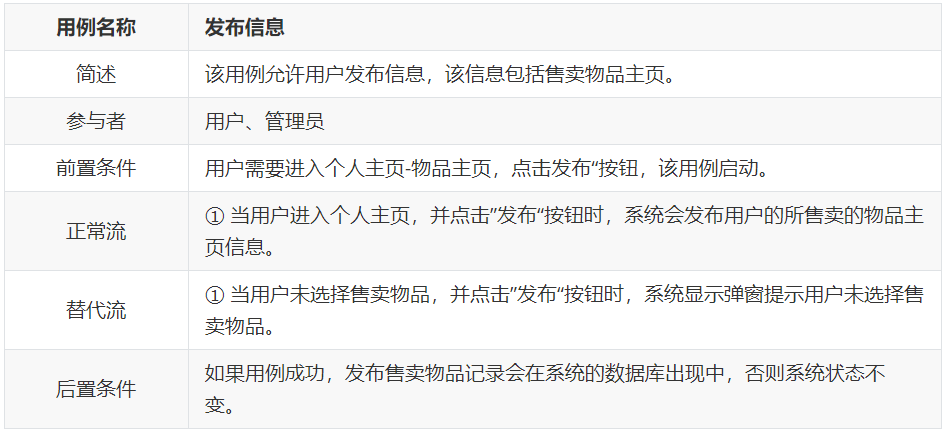 用例名称 发布信息
简述 该用例允许用户发布信息，该信息包括售卖物品主页。
参与者 用户、管理员
前置条件 用户需要进入个人主页-物品主页，点击发布“按钮，该用例启动。
正常流 ① 当用户进入个人主页，并点击”发布“按钮时，系统会发布用户的所售卖的物品主
页信息。
替代流 ① 当用户未选择售卖物品，并点击”发布“按钮时，系统显示弹窗提示用户未选择售
卖物品。
后置条件 如果用例成功，发布售卖物品记录会在系统的数据库出现中，否则系统状态不
变。